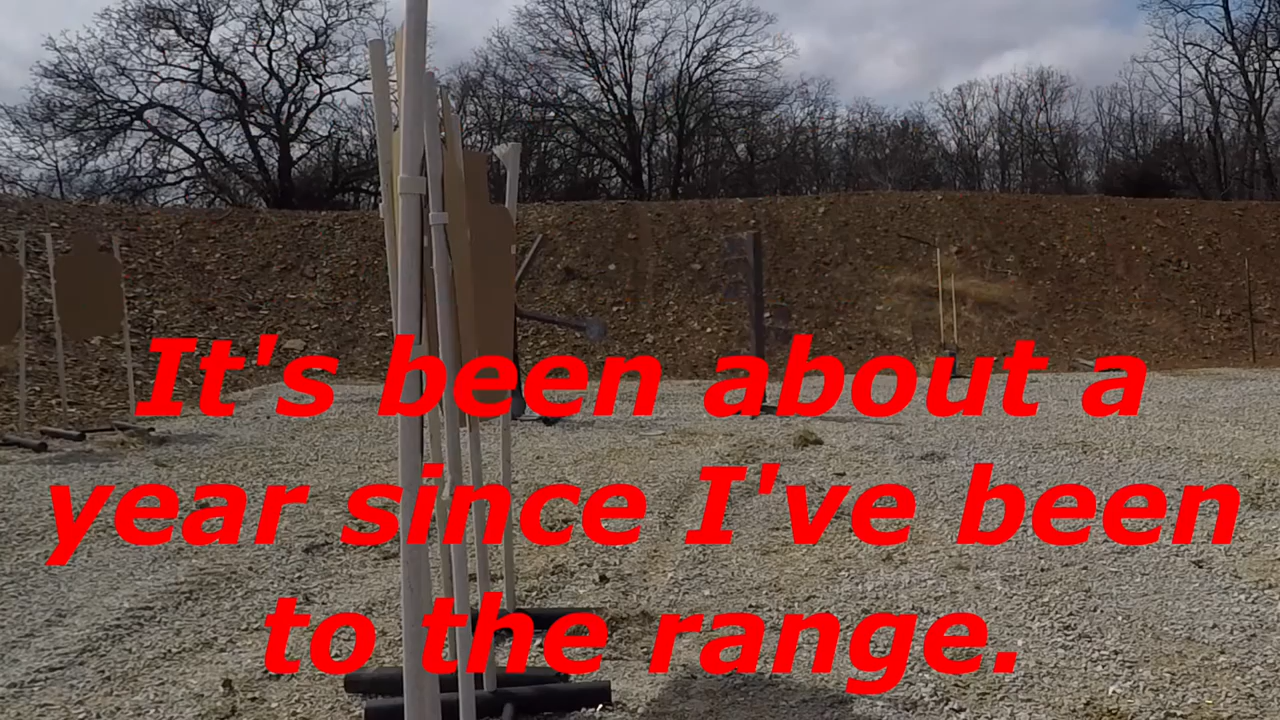 It's been about a
year since I've been
to the range.